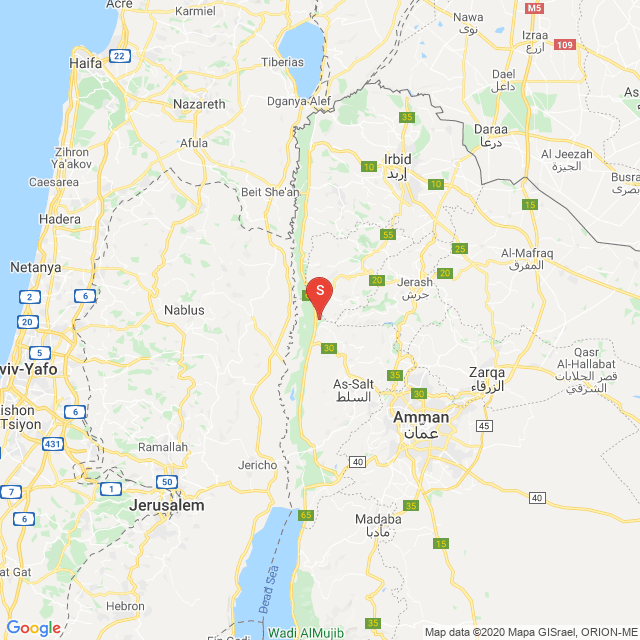 Acre
Karmiel
Nawa
نوى
M5
Izraa
ازرع
109
22
Haifa
Tiberias
Dael
داعل
Nazareth
Dganya Alef
35
Daraa
درعا
Zihron
Ya'akov
Afula
Irbid
إربد
10
Al Jeezah
الجيزة
Caesarea
Beit She'an
10
Busra
بصرى
15
Hadera
55
25
Al-Mafraq
المفرق
Netanya
20
Jerash
جرش
20
2
6
Nablus
S
20
5
30
Qasr
Al-Hallabat
قصر الحلابات
الشرقي
viv-Yafo
As-Salt
السلط
35
Zarqa
الزرقاء
30
ishon
Tsiyon
6
Amman
عمان
45
431
Ramallah
Jericho
40
7
1
50
40
6
Jerusalem
65
35
Madaba
مأدبا
15
at Gat
Dead Sea
Hebron
35
Google
Ein Gedi
Wadi AlMujib
Map data ©2020 Mapa GISrael, ORION-ME